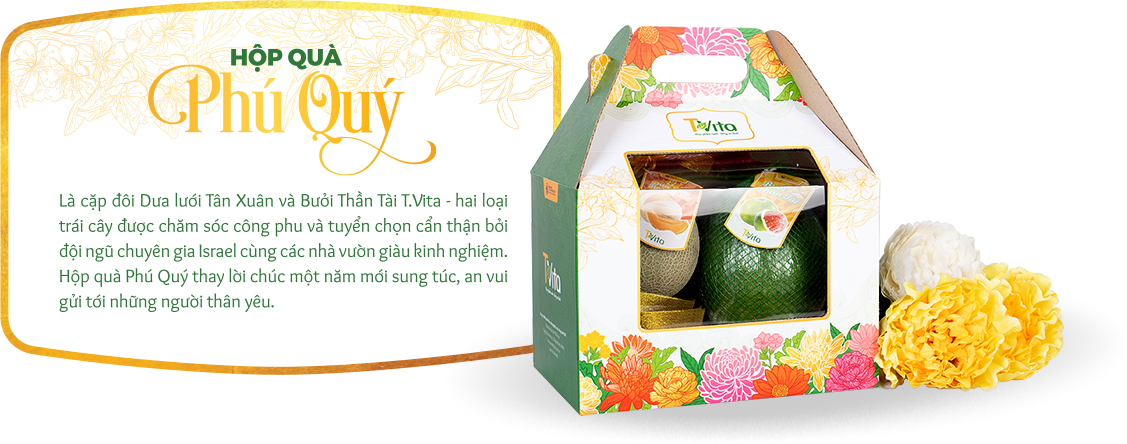 HỘP QUÀ
Phú Quý
Là cặp đôi Dưa lưới Tân Xuân và Bưởi Thần Tài T.Vita - hai loại
trái cây được chăm sóc công phu và tuyển chọn cẩn thận bởi
đội ngũ chuyên gia Israel cùng các nhà vườn giàu kinh nghiệm.
Hộp quà Phú Quý thay lời chúc một năm mới sung túc, an vui
gửi tới những người thân yêu.
T.Vita
T.Vita
T.Vita
T.Vita